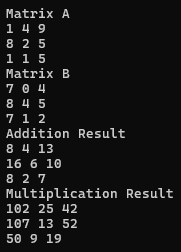 Matrix A
1 4 9
8 2 5
1 1 5
Matrix B
7 0 4
8 4 5
7 1 2
Addition Result
8 4 13
16 6 10
8 2 7
Multiplication Result
102 25 42
107 13 52
50 9 19